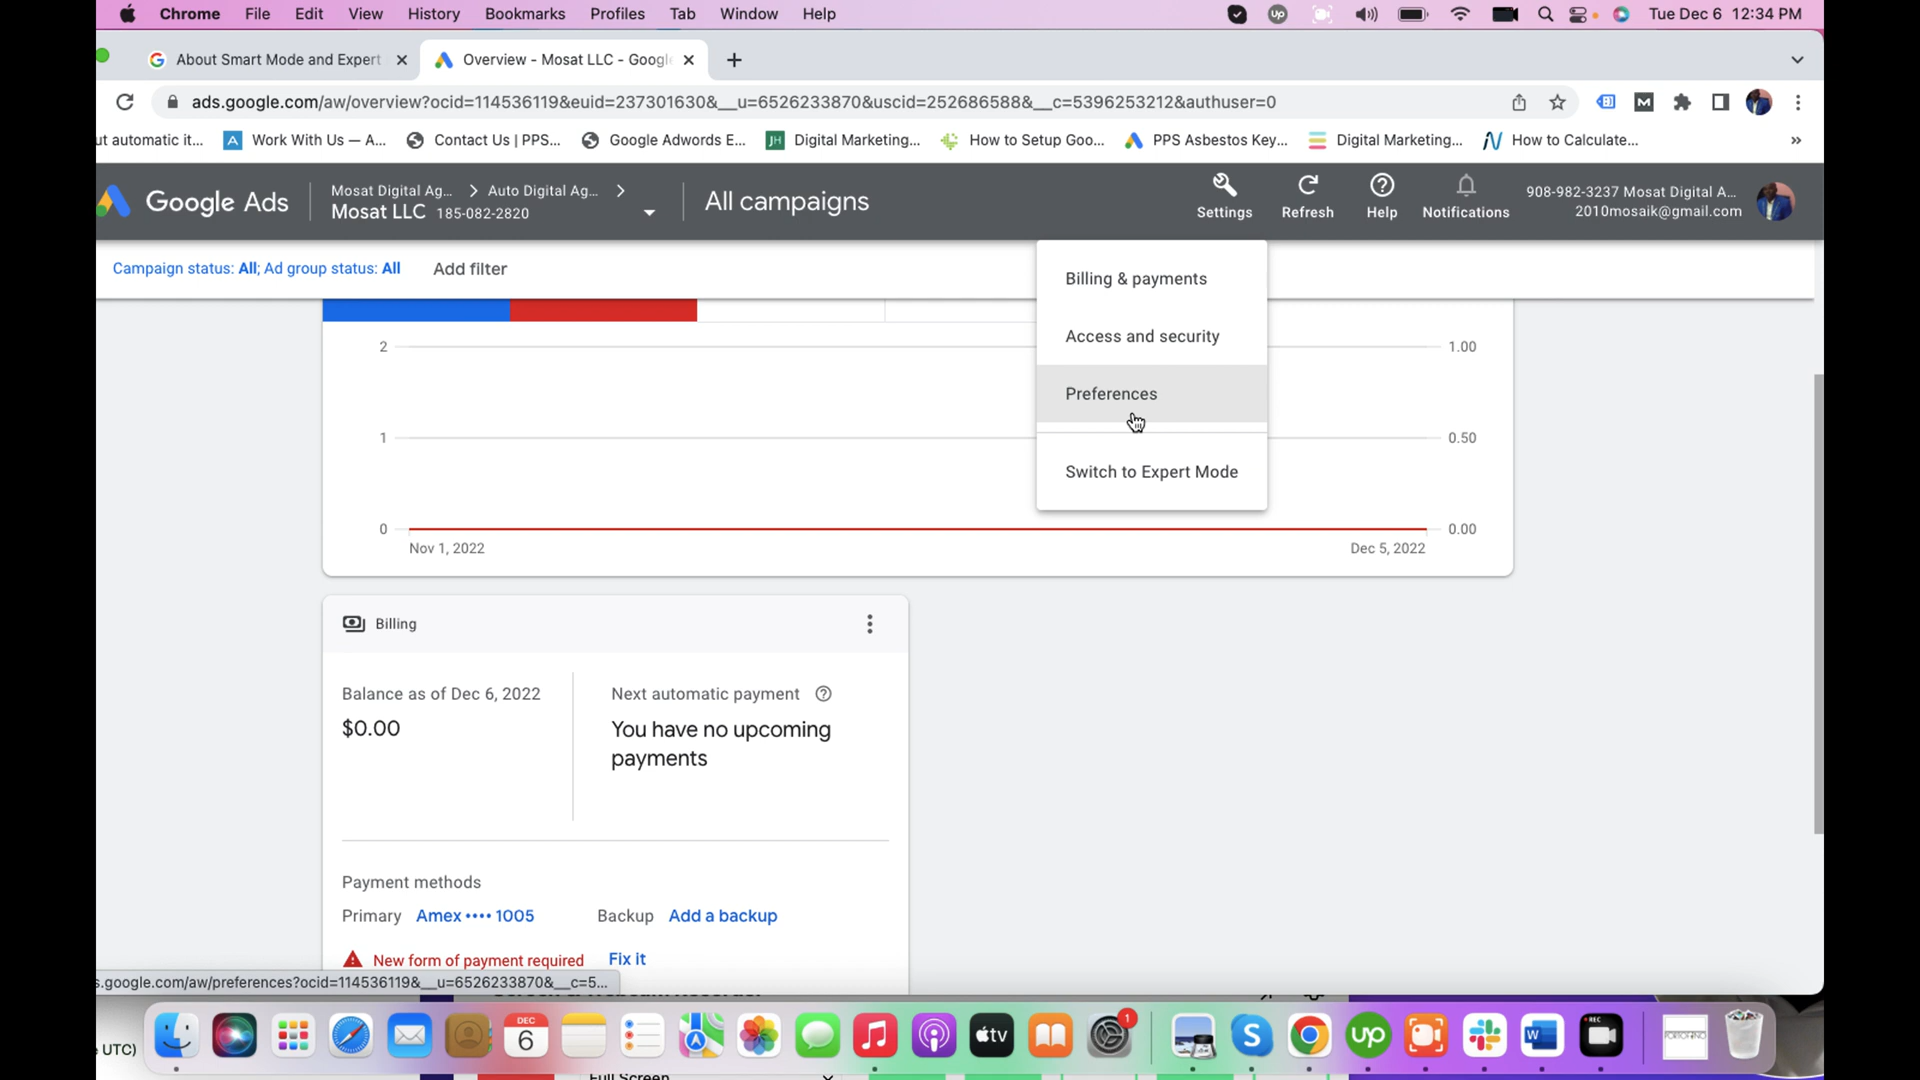 Chrome File Edit View History Bookmarks Profiles Tab Window Help
UP
Tue Dec 6 12:34 PM
About Smart Mode and Expert
Overview - Mosat LLC - Googl
ads.google.com/aw/overview?ocid=114536119&euid=237301630&__u=6526233870&uscid=252686588&__c=5396253212&authuser=0
M
ut automatic it...
A Work With Us — A...
Contact Us | PPS...
Google Adwords E...
JH Digital Marketing...
How to Setup Goo...
PPS Asbestos Key...
Digital Marketing...
How to Calculate...
»
Google Ads
Mosat Digital Ag... > Auto Digital Ag... >
Mosat LLC 185-082-2820
All campaigns
Settings
Refresh
Help
Notifications
908-982-3237 Mosat Digital A...
2010mosaik@gmail.com
Campaign status: All; Ad group status: All
Add filter
Billing & payments
Access and security
Preferences
Switch to Expert Mode
2
1.00
1
0.50
0
0.00
Nov 1, 2022
Dec 5, 2022
Billing
Balance as of Dec 6, 2022
$0.00
Next automatic payment
You have no upcoming
payments
Payment methods
Primary Amex •••• 1005
Backup Add a backup
New form of payment required Fix it
s.google.com/aw/preferences?ocid=114536119&__u=6526233870&__c=5...
UTC)
DEC
6
tv
1
S
up
W
REC
Full Screen